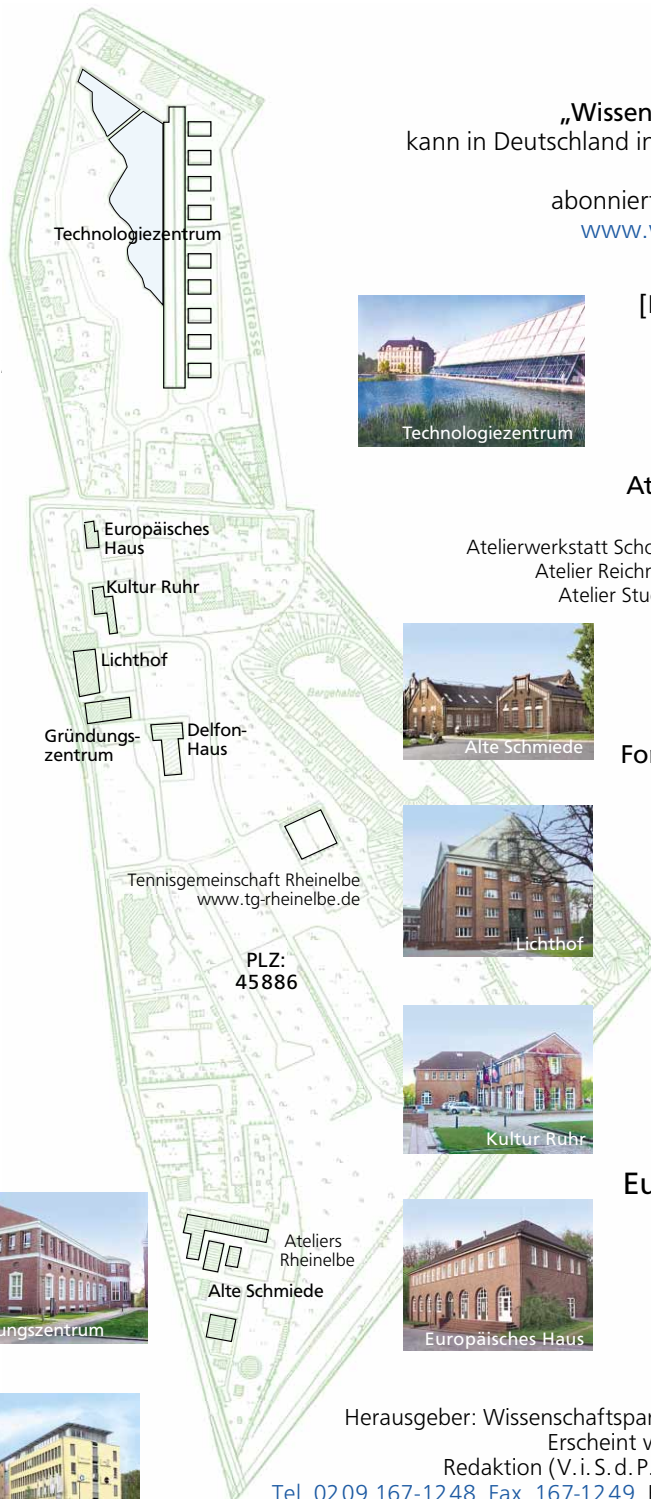 „Wissen
kann in Deutschland in
abonniert
www.
Technologiezentrum
Munscheidstrasse
Technologiezentrum
At
Europäisches
Haus
Kultur Ruhr
Atelierwerkstatt Scho
Atelier Reichr
Atelier Stu
Lichthof
Bergehalde
Gründungs-
zentrum
Delfon-
Haus
Alte Schmiede
For
Tennisgemeinschaft Rheinelbe
www.tg-rheinelbe.de
Lichthof
PLZ:
45886
Kultur Ruhr
Eu
Ateliers
Rheinelbe
Alte Schmiede
ungszentrum
Europäisches Haus
Herausgeber: Wissenschaftspar
Erscheint v
Redaktion (V.i.S.d.P.
Tel 0209 167-1248 Fax 167-1249